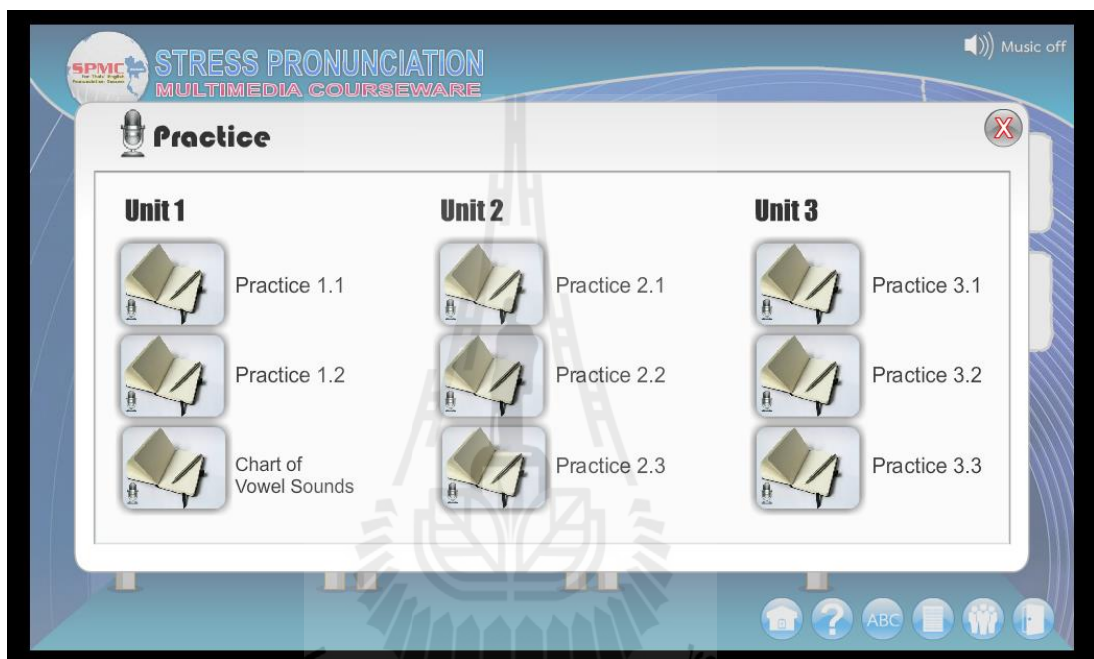 Music off
SPMC
STRESS PRONUNCIATION
MULTIMEDIA COURSEWARE
Practice
X
Unit 1
Unit 2
Unit 3
Practice 1.1
Practice 2.1
Practice 3.1
Practice 1.2
Practice 2.2
Practice 3.2
Chart of
Vowel Sounds
Practice 2.3
Practice 3.3
?
ABC